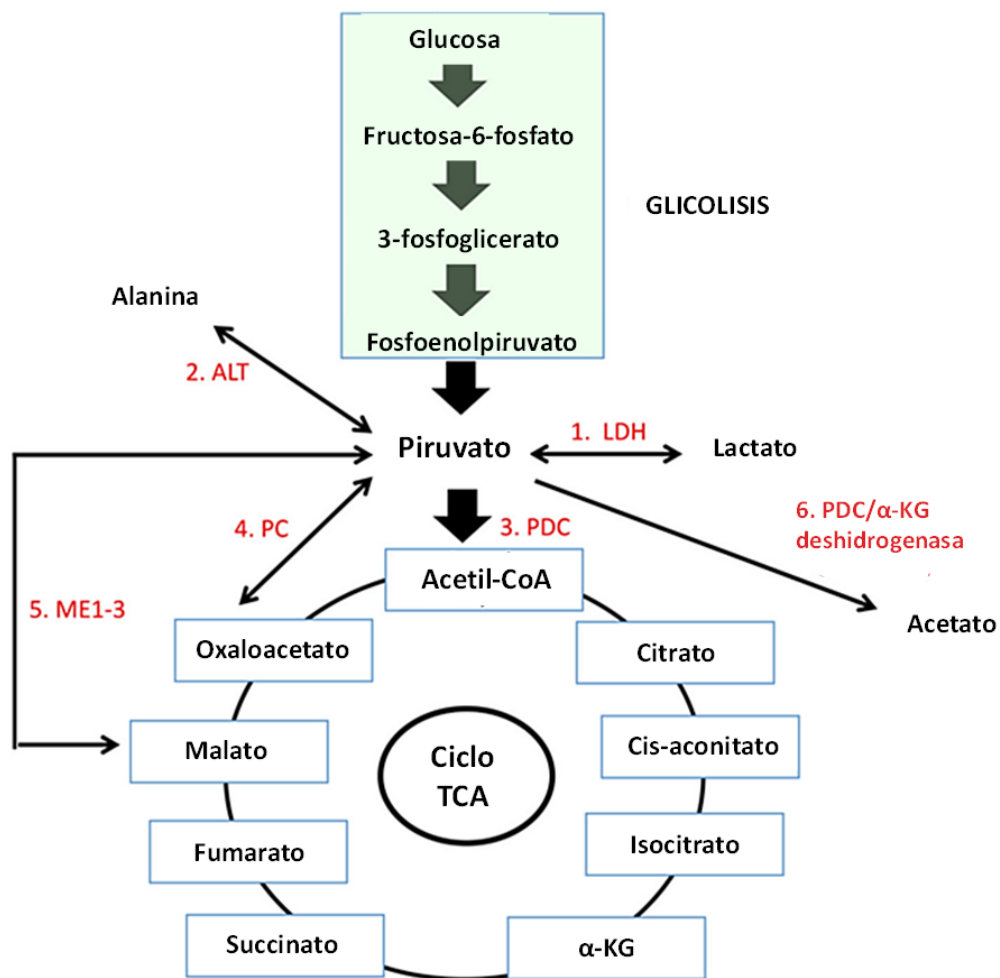 Glucosa
Fructosa-6-fosfato
GLICOLISIS
3-fosfoglicerato
Alanina
Fosfoenolpiruvato
2. ALT
1. LDH
Piruvato
Lactato
6. PDC/α-KG
deshidrogenasa
4. PC
3. PDC
Acetil-CoA
5. ME1-3
Acetato
Oxaloacetato
Citrato
Malato
Cis-aconitato
Ciclo
TCA
Fumarato
Isocitrato
Succinato
α-KG